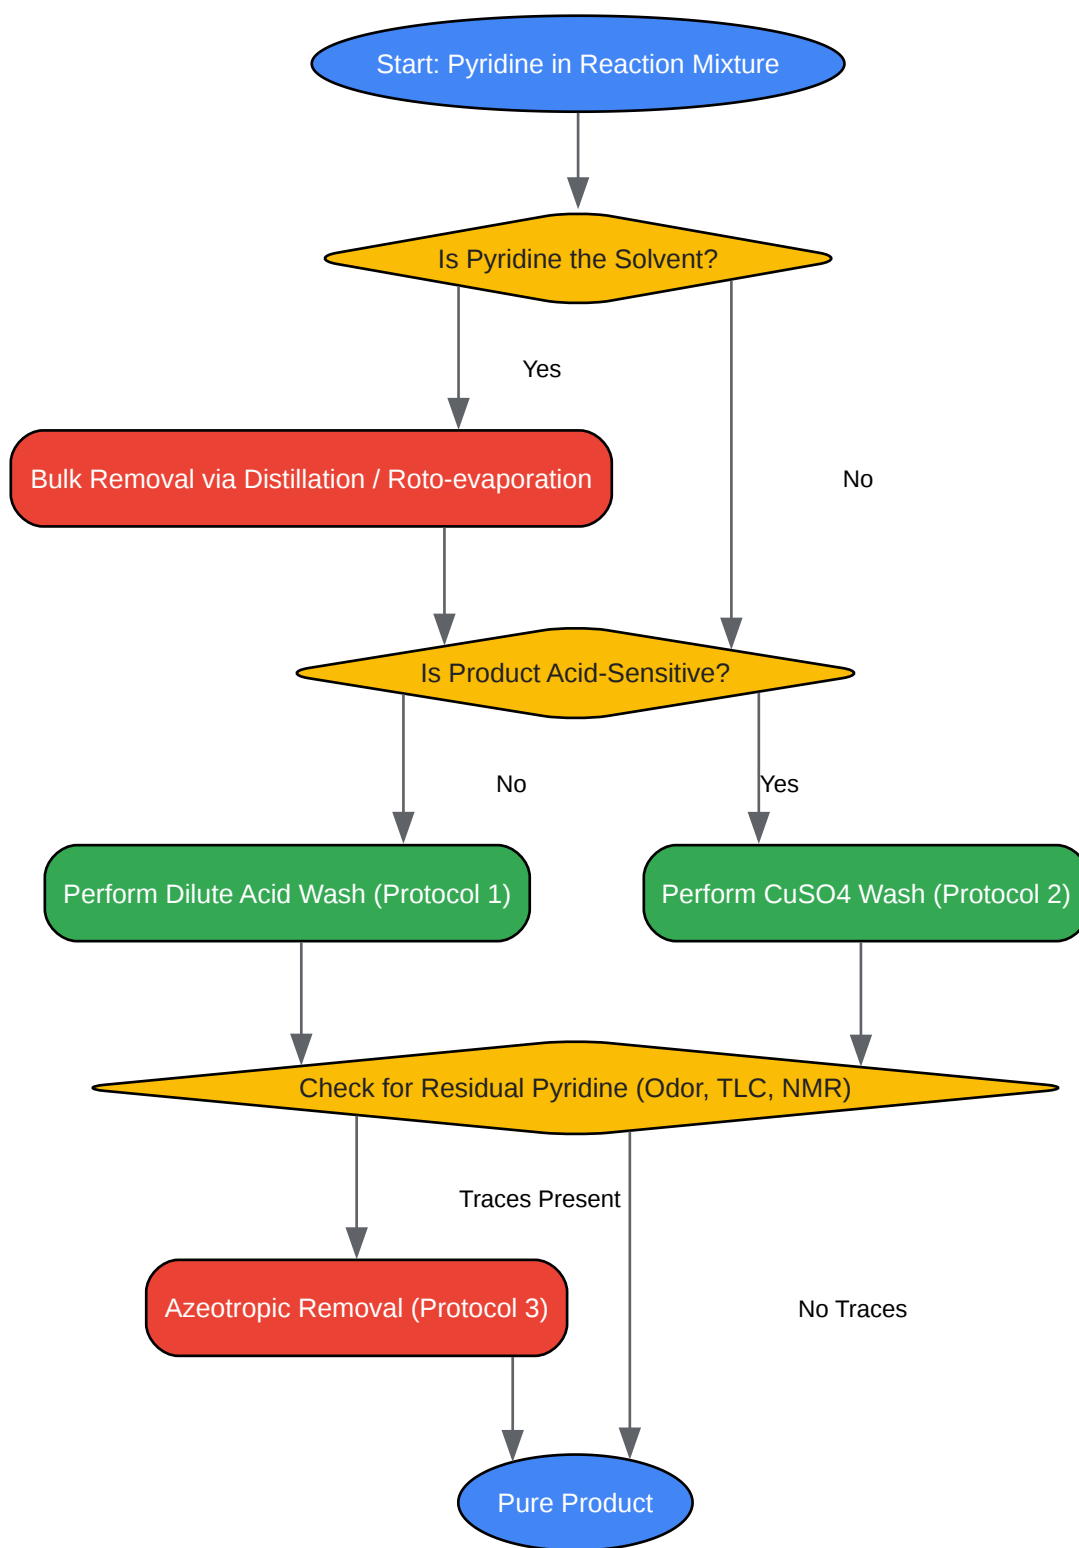 Start: Pyridine in Reaction Mixture
Is Pyridine the Solvent?
Yes
Bulk Removal via Distillation / Roto-evaporation
No
Is Product Acid-Sensitive?
No
Yes
Perform Dilute Acid Wash (Protocol 1)
Perform CuSO4 Wash (Protocol 2)
Check for Residual Pyridine (Odor, TLC, NMR)
Traces Present
Azeotropic Removal (Protocol 3)
No Traces
Pure Product